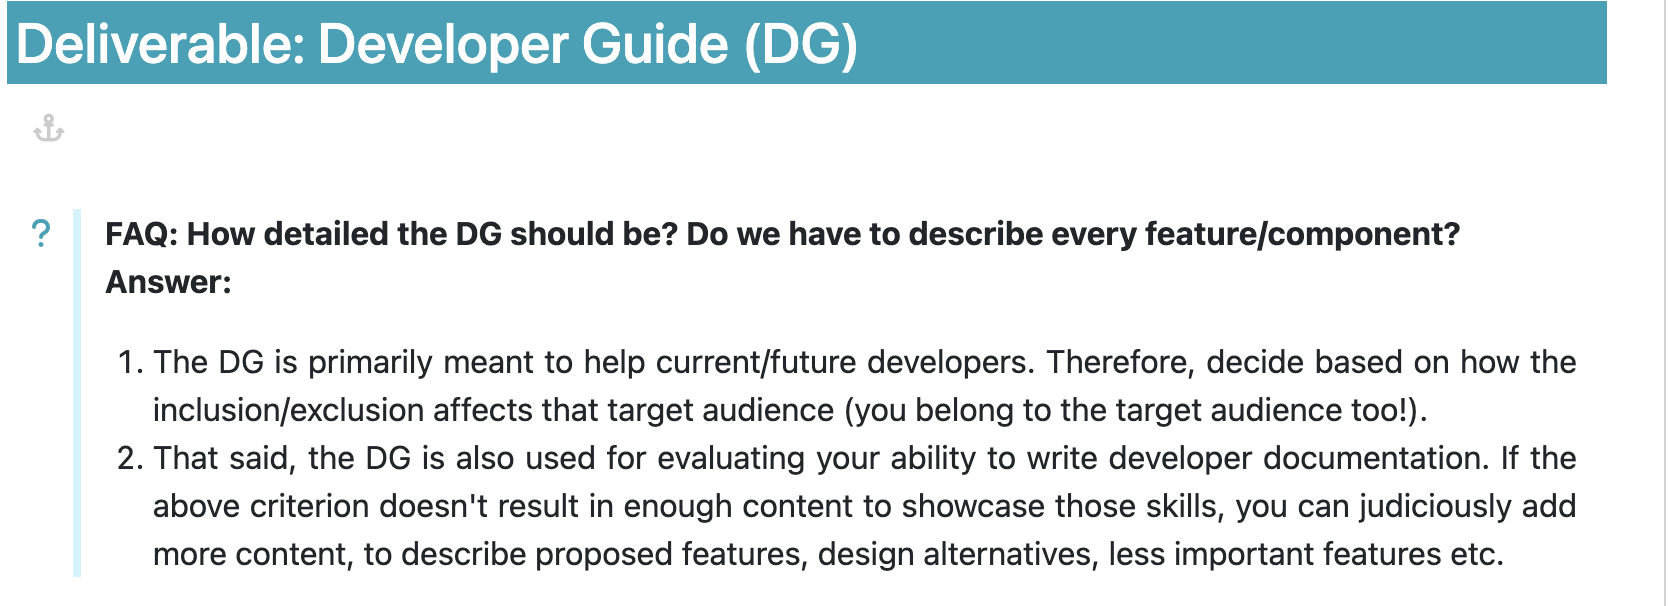 Deliverable: Developer Guide (DG)
? FAQ: How detailed the DG should be? Do we have to describe every feature/component?
Answer:
1. The DG is primarily meant to help current/future developers. Therefore, decide based on how the
inclusion/exclusion affects that target audience (you belong to the target audience too!).
2. That said, the DG is also used for evaluating your ability to write developer documentation. If the
above criterion doesn't result in enough content to showcase those skills, you can judiciously add
more content, to describe proposed features, design alternatives, less important features etc.